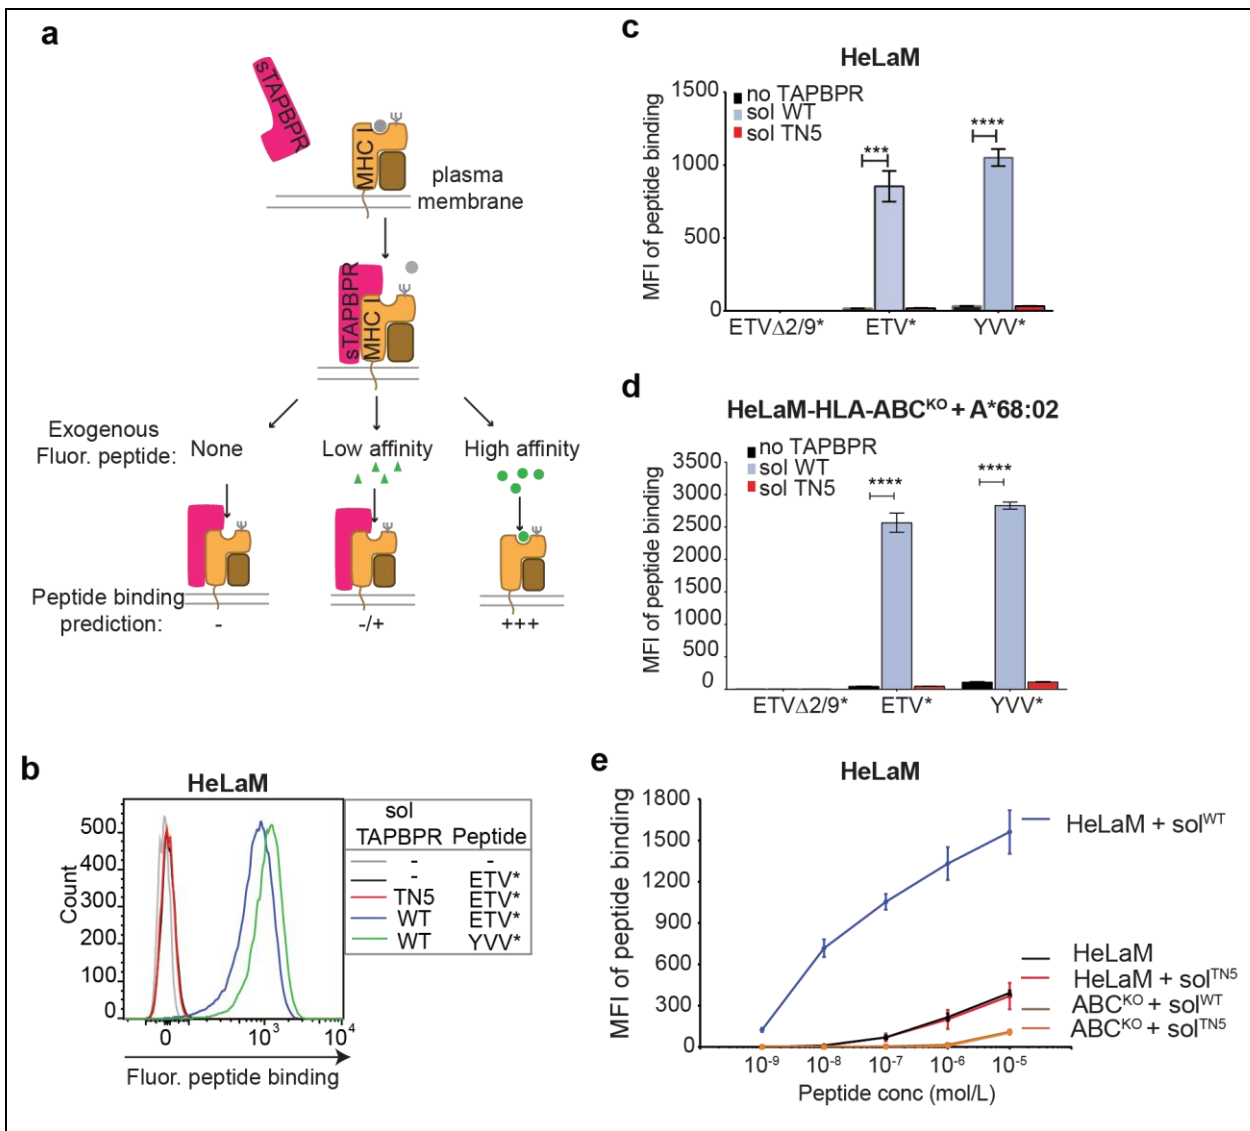 a
sTAPBPR
MHC I
plasma
membrane
sTAPBPR
MHC I
Exogenous
Fluor. peptide:
None
Low affinity
High affinity
Peptide binding
prediction:
-
-/+
+++
b
HeLaM
Count
500
400
300
200
100
0
0
10³
10⁴
Fluor. peptide binding
sol
TAPBPR Peptide
- -
- ETV*
TN5 ETV*
WT ETV*
WT YVV*
c
HeLaM
MFI of peptide binding
1500
1000
500
0
no TAPBPR
sol WT
sol TN5
***
****
ETVΔ2/9*
ETV*
YVV*
d
HeLaM-HLA-ABCᴷᴼ + A*68:02
MFI of peptide binding
3500
3000
2500
2000
1500
1000
500
0
no TAPBPR
sol WT
sol TN5
****
****
ETVΔ2/9*
ETV*
YVV*
e
HeLaM
MFI of peptide binding
1800
1500
1200
900
600
300
0
10⁻⁹
10⁻⁸
10⁻⁷
10⁻⁶
10⁻⁵
Peptide conc (mol/L)
HeLaM + solᵂᵀ
HeLaM
HeLaM + solᵀᴺ⁵
ABCᴷᴼ + solᵂᵀ
ABCᴷᴼ + solᵀᴺ⁵